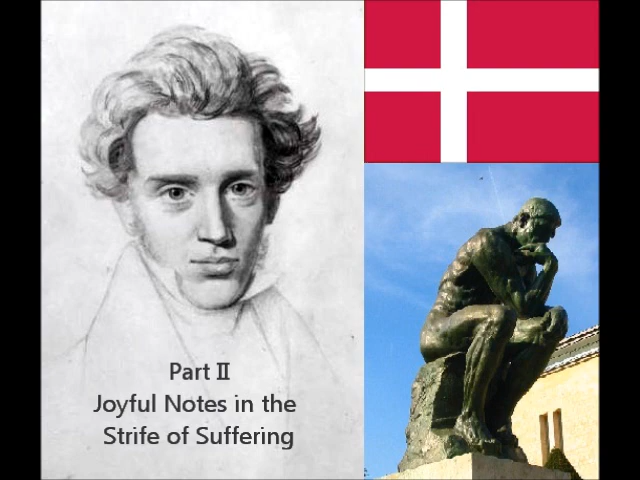 Part II
Joyful Notes in the
Strife of Suffering